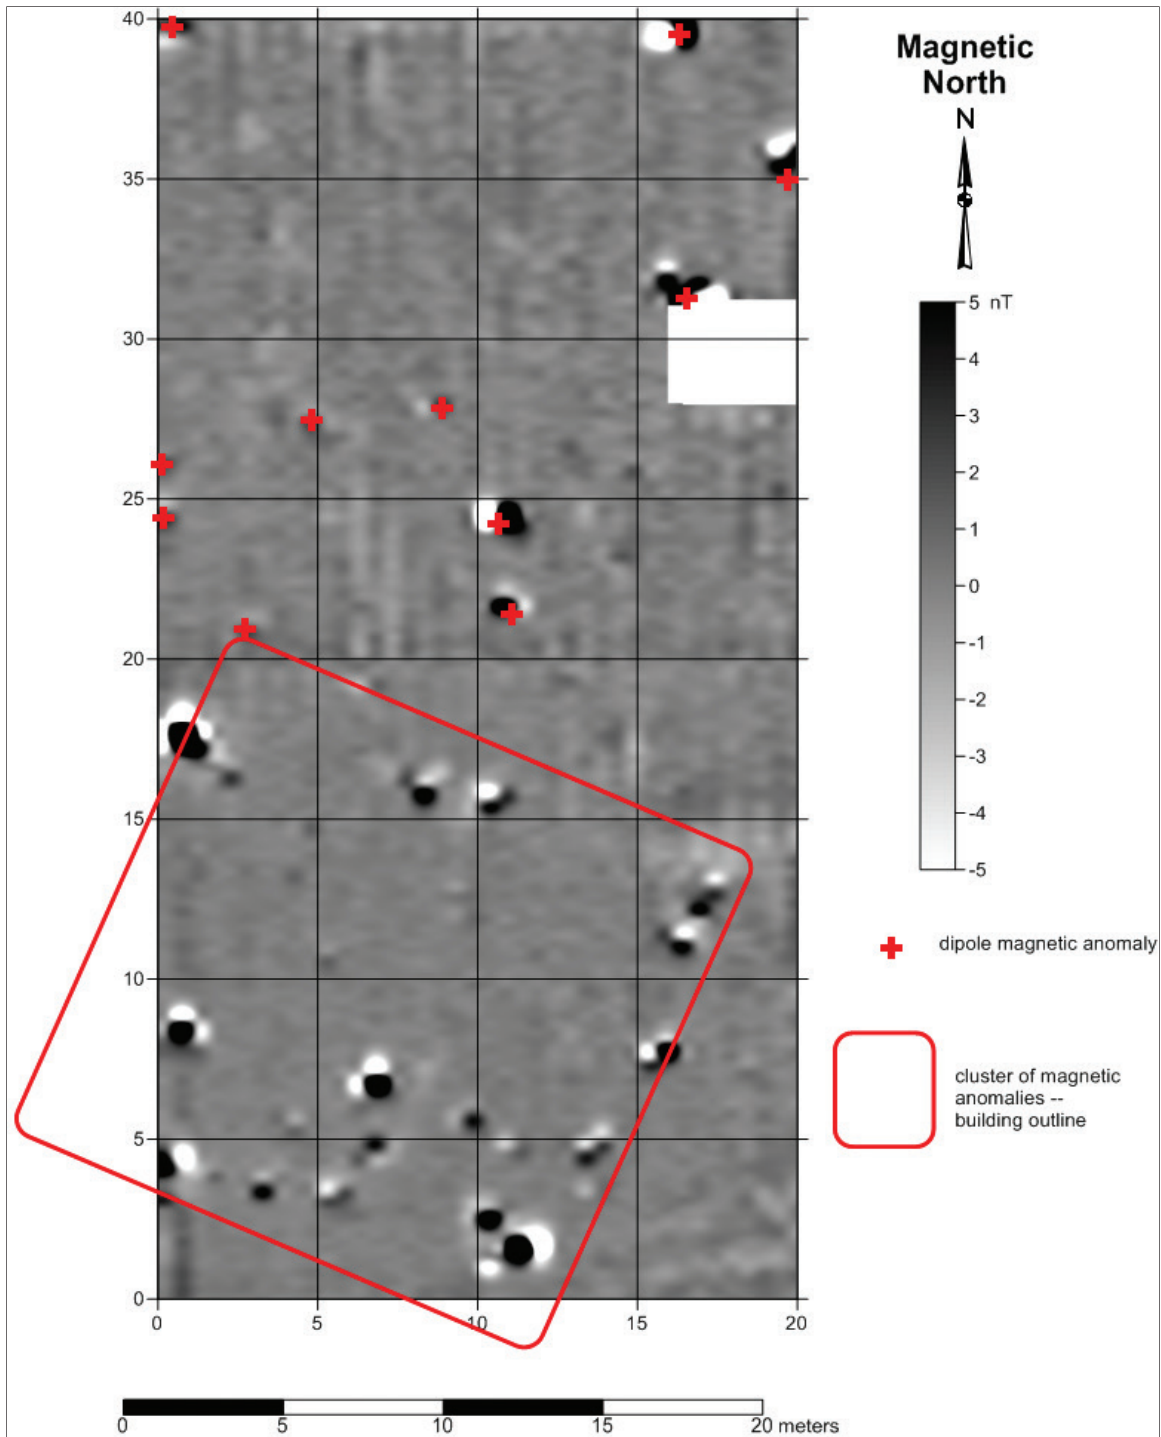 Magnetic
North
N
40
35
30
25
20
15
10
5
0
0 5 10 15 20
5 nT
4
3
2
1
0
-1
-2
-3
-4
-5
dipole magnetic anomaly
cluster of magnetic
anomalies --
building outline
0 5 10 15 20 meters